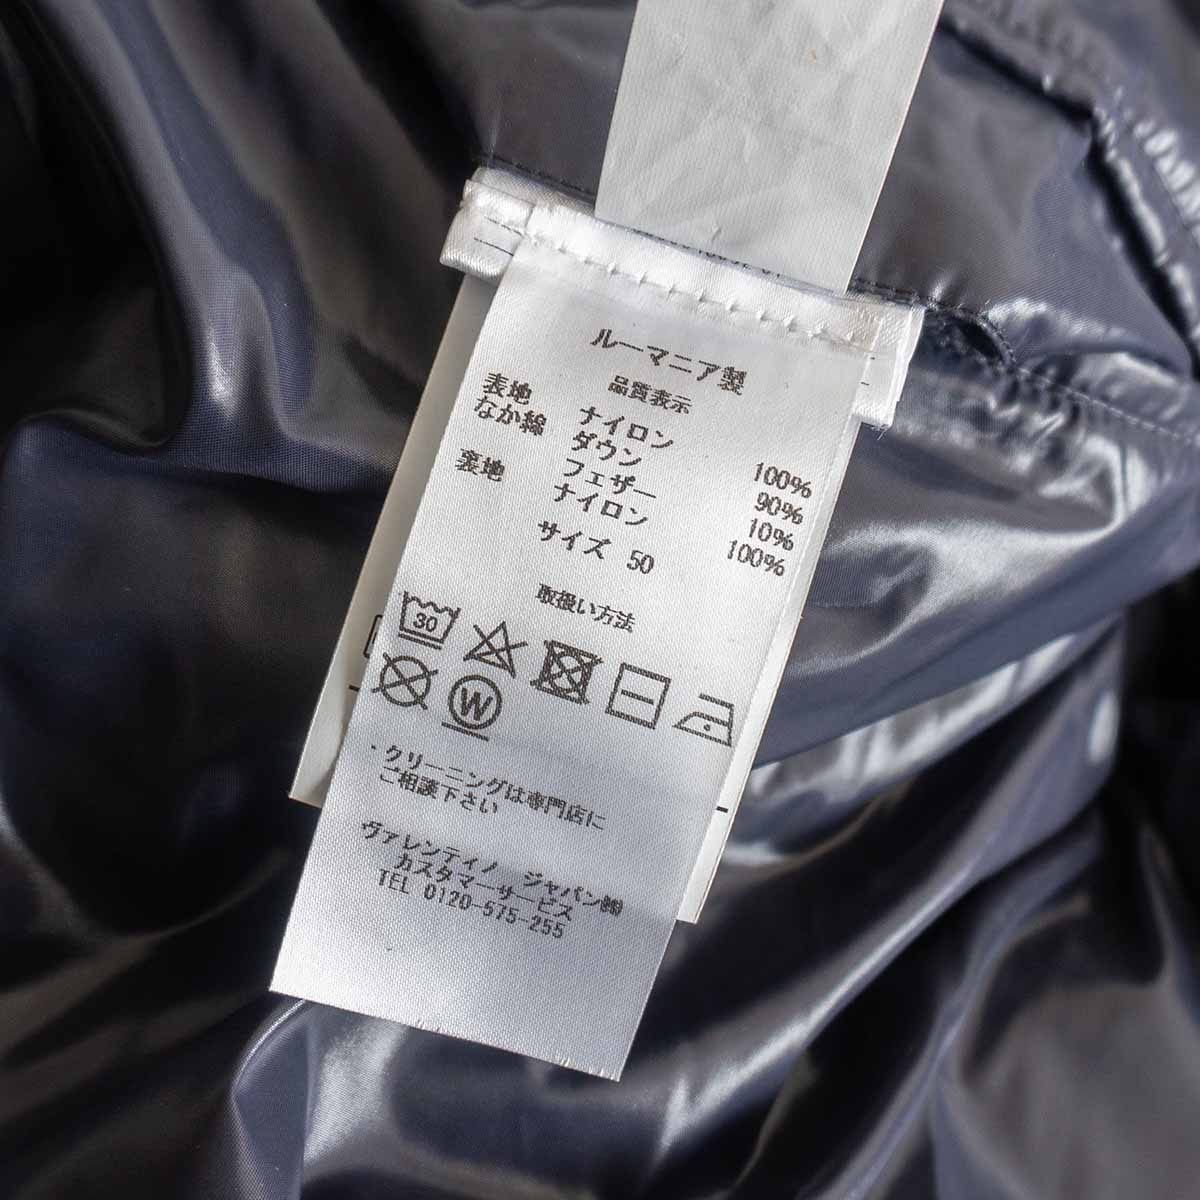 ルーマニア製
品質表示
表地 ナイロン 100%
なか綿 ダウン 90%
フェザー 10%
裏地 ナイロン 100%
サイズ 50
取扱い方法
30
W
・クリーニングは専門店に
ご相談下さい
ヴァレンティノ ジャパン㈱
カスタマーサービス
TEL 0120-575-255